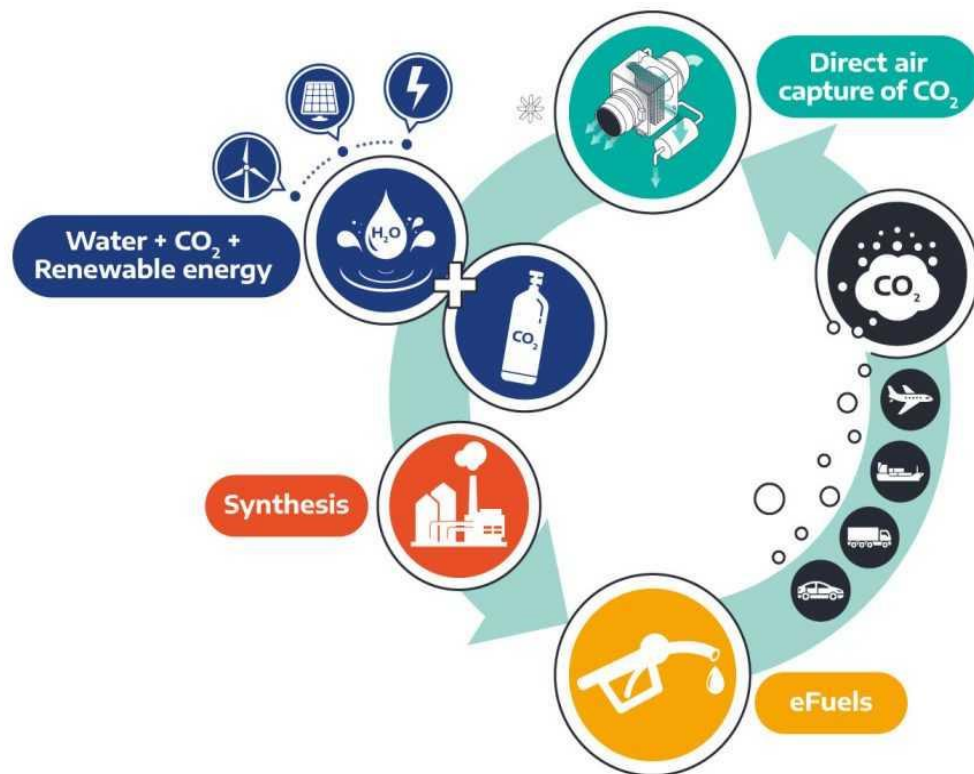 Direct air
capture of CO₂
H₂O
Water + CO₂ +
Renewable energy
CO₂
CO₂
Synthesis
eFuels